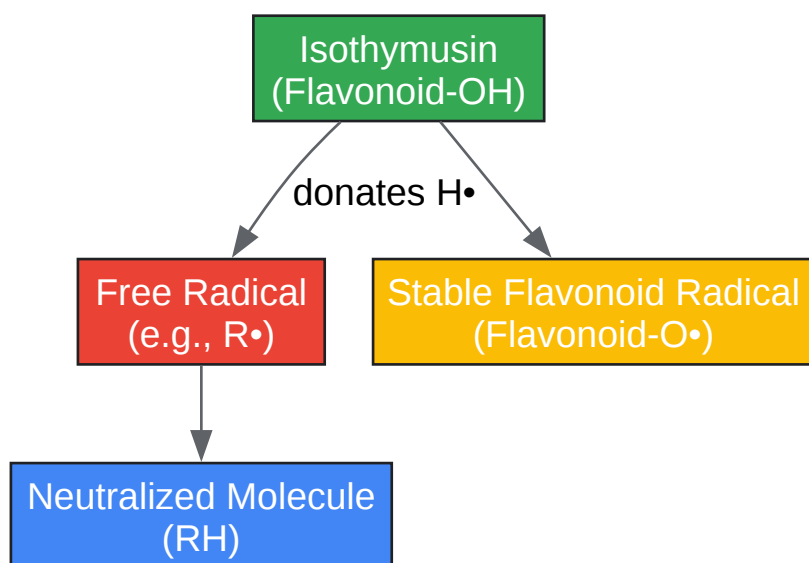 Isothymusin
(Flavonoid-OH)
donates H•
Free Radical
(e.g., R•)
Stable Flavonoid Radical
(Flavonoid-O•)
Neutralized Molecule
(RH)